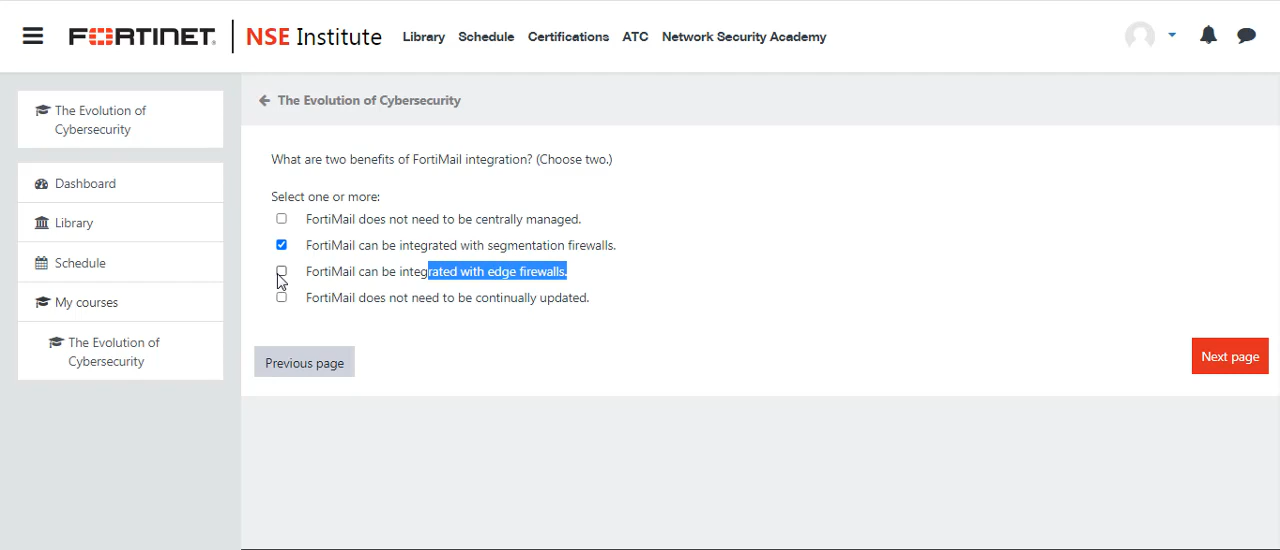 FORTINET. NSE Institute Library Schedule Certifications ATC Network Security Academy
The Evolution of Cybersecurity
Dashboard
Library
Schedule
My courses
The Evolution of Cybersecurity
The Evolution of Cybersecurity
What are two benefits of FortiMail integration? (Choose two.)
Select one or more:
FortiMail does not need to be centrally managed.
FortiMail can be integrated with segmentation firewalls.
FortiMail can be integrated with edge firewalls.
FortiMail does not need to be continually updated.
Previous page
Next page